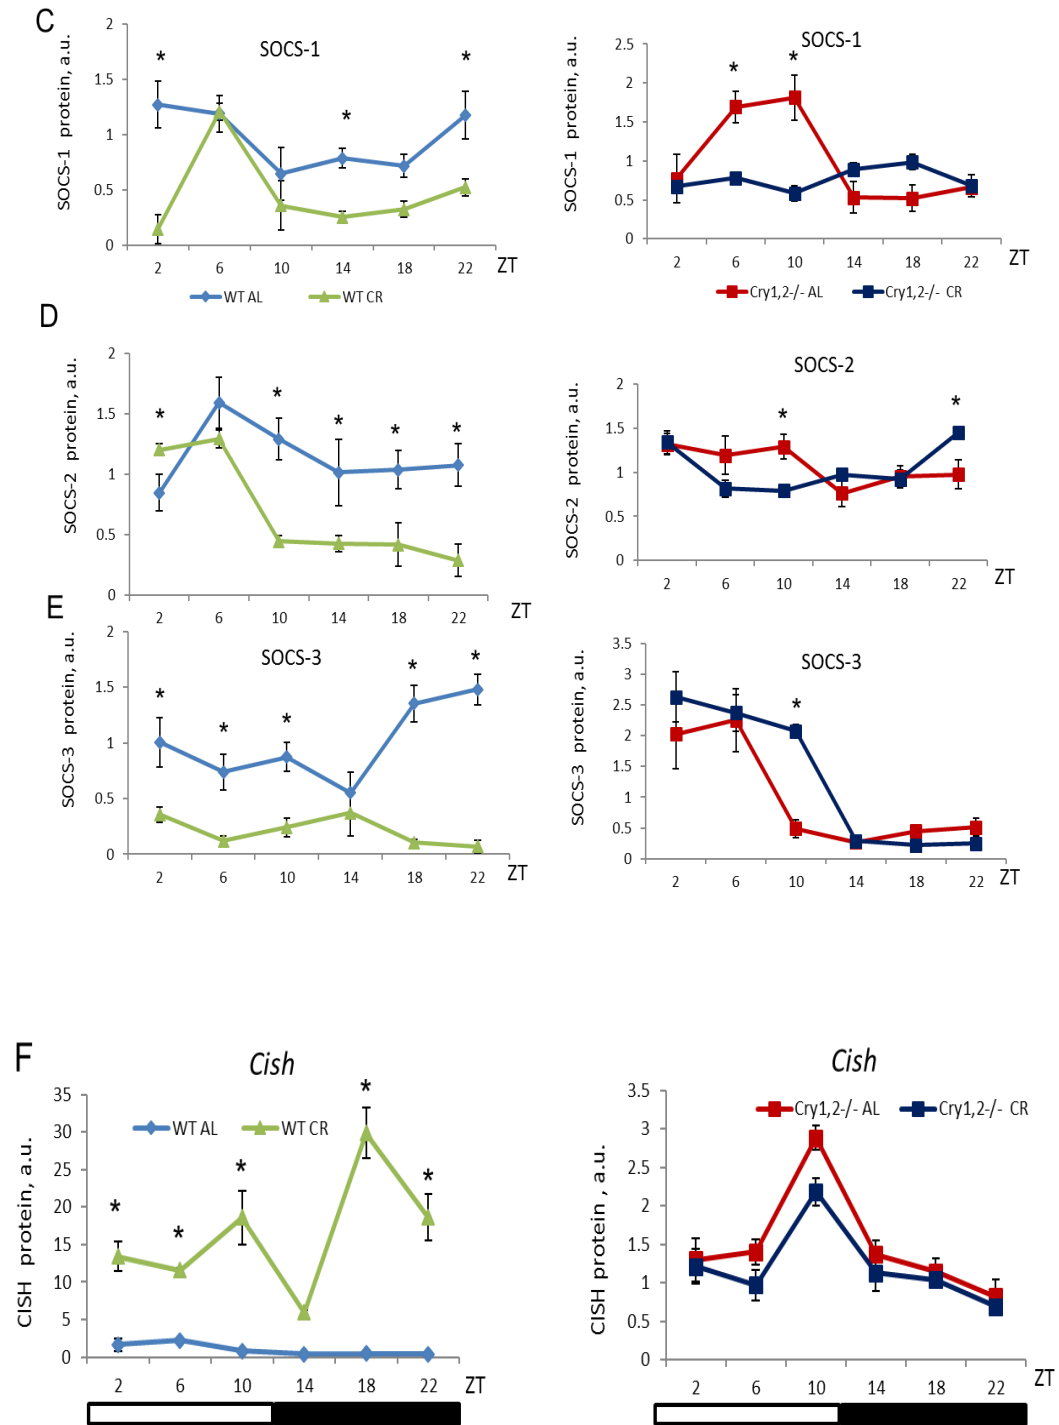 C
SOCS-1
SOCS-1 protein, a.u.
2
1.5
1
0.5
0
* * *
2 6 10 14 18 22 ZT
WT AL WT CR
SOCS-1
SOCS-1 protein, a.u.
2.5
2
1.5
1
0.5
0
* *
2 6 10 14 18 22 ZT
Cry1,2-/- AL Cry1,2-/- CR
D
SOCS-2 protein, a.u.
2
1.5
1
0.5
0
* * * * *
2 6 10 14 18 22 ZT
SOCS-2
SOCS-2 protein, a.u.
2
1.5
1
0.5
0
* *
2 6 10 14 18 22 ZT
E
SOCS-3
SOCS-3 protein, a.u.
2
1.5
1
0.5
0
* * * * *
2 6 10 14 18 22 ZT
SOCS-3
SOCS-3 protein, a.u.
3.5
3
2.5
2
1.5
1
0.5
0
*
2 6 10 14 18 22 ZT
F
Cish
CISH protein, a.u.
35
30
25
20
15
10
5
0
WT AL WT CR
* * * * *
2 6 10 14 18 22 ZT
Cish
CISH protein , a.u.
3.5
3
2.5
2
1.5
1
0.5
0
Cry1,2-/- AL Cry1,2-/- CR
2 6 10 14 18 22 ZT